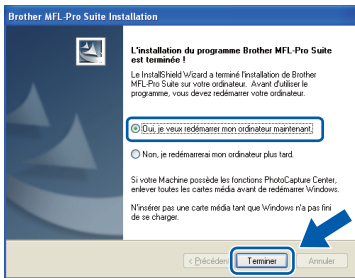 Brother MFL-Pro Suite Installation
L'installation du programme Brother MFL-Pro Suite
est terminée !
Le InstallShield Wizard a terminé l'installation de Brother
MFL-Pro Suite sur votre ordinateur. Avant d'utiliser le
programme, vous devez redémarrer votre ordinateur.
Oui, je veux redémarrer mon ordinateur maintenant.
Non, je redémarrerai mon ordinateur plus tard.
Si votre Machine possède les fonctions PhotoCapture Center,
enlever toutes les cartes média avant de redémarrer Windows.
N'insérer pas une carte média tant que Windows n'a pas fini
de se charger.
< Précédent Terminer Annuler